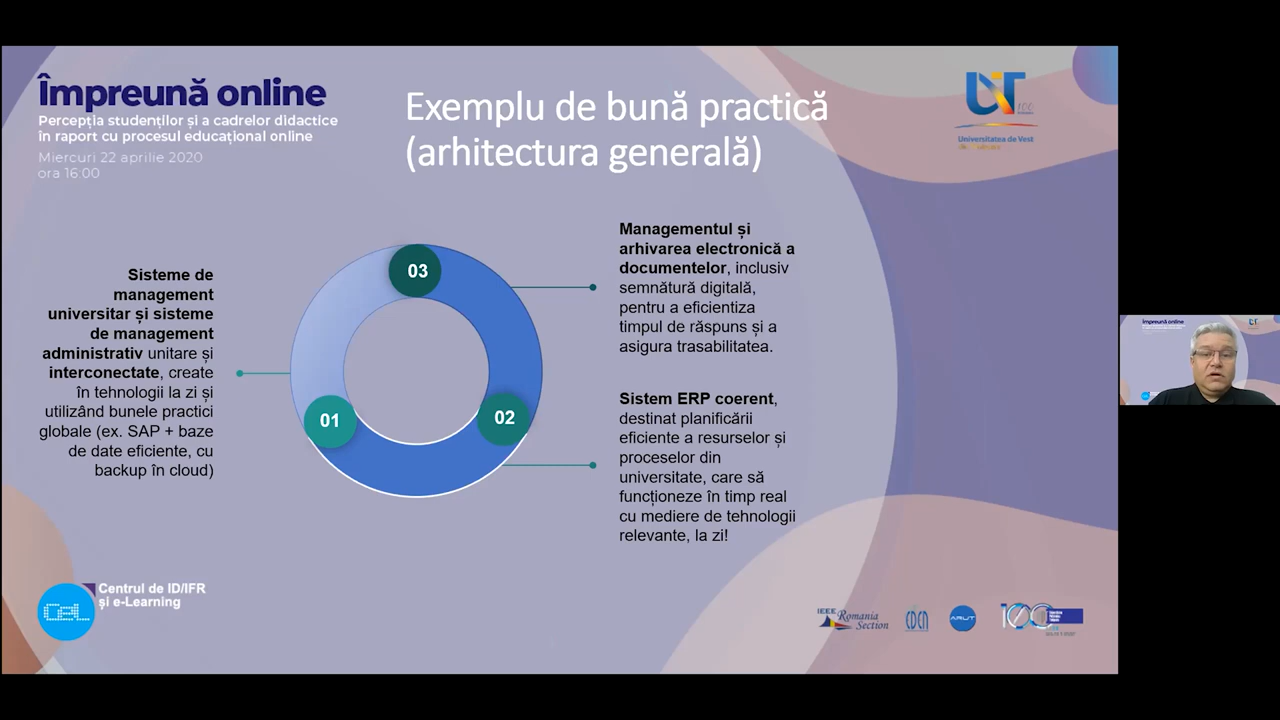 Împreună online
Percepția studenților și a cadrelor didactice
în raport cu procesul educațional online
Miercuri 22 aprilie 2020
ora 16.00
Exemplu de bună practică
(arhitectura generală)
Universitatea de Vest
Sisteme de
management
universitar și sisteme
de management
administrativ unitare și
interconectate, create
în tehnologii la zi și
utilizând bunele practici
globale (ex. SAP + baze
de date eficiente, cu
backup în cloud)
03
01
02
Managementul și
arhivarea electronică a
documentelor, inclusiv
semnătură digitală,
pentru a eficientiza
timpul de răspuns și a
asigura trasabilitatea.
Sistem ERP coerent,
destinat planificării
eficiente a resurselor și
proceselor din
universitate, care să
funcționeze în timp real
cu mediere de tehnologii
relevante, la zi!
CeL
Centrul de ID/IFR
și e-Learning
IEEE
Romania
Section
EDEN
ARUT
100
Împreună online